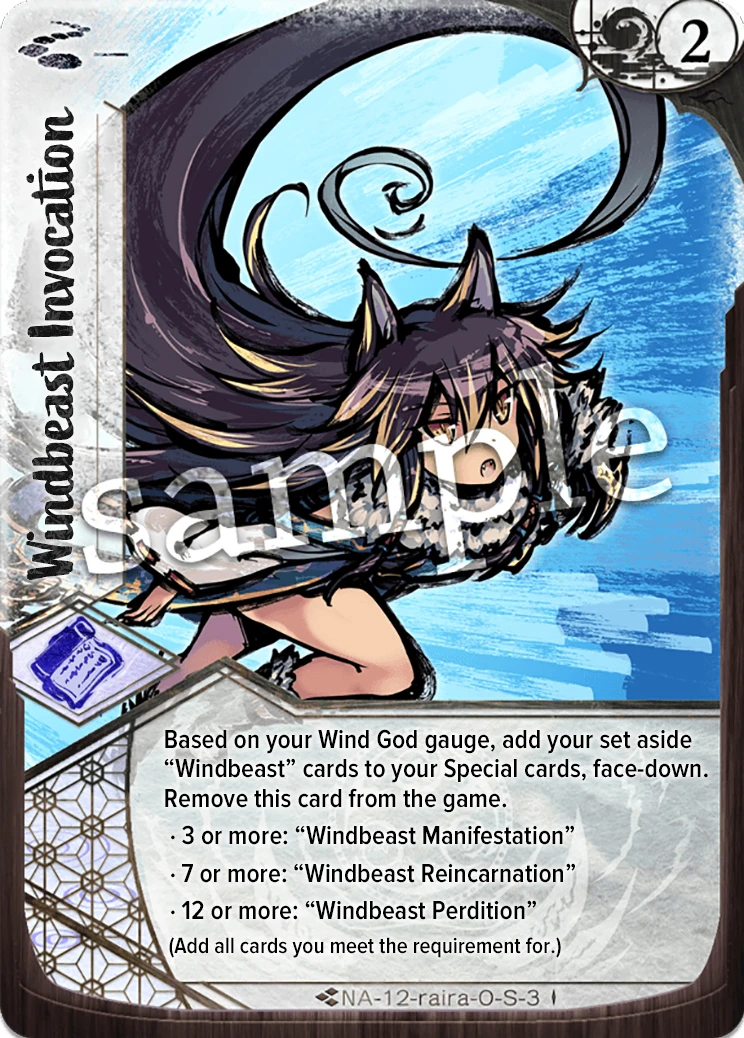 2
Windbeast Invocation
sample
Based on your Wind God gauge, add your set aside
“Windbeast” cards to your Special cards, face-down.
Remove this card from the game.
· 3 or more: “Windbeast Manifestation”
· 7 or more: “Windbeast Reincarnation”
· 12 or more: “Windbeast Perdition”
(Add all cards you meet the requirement for.)
NA-12-raira-O-S-3